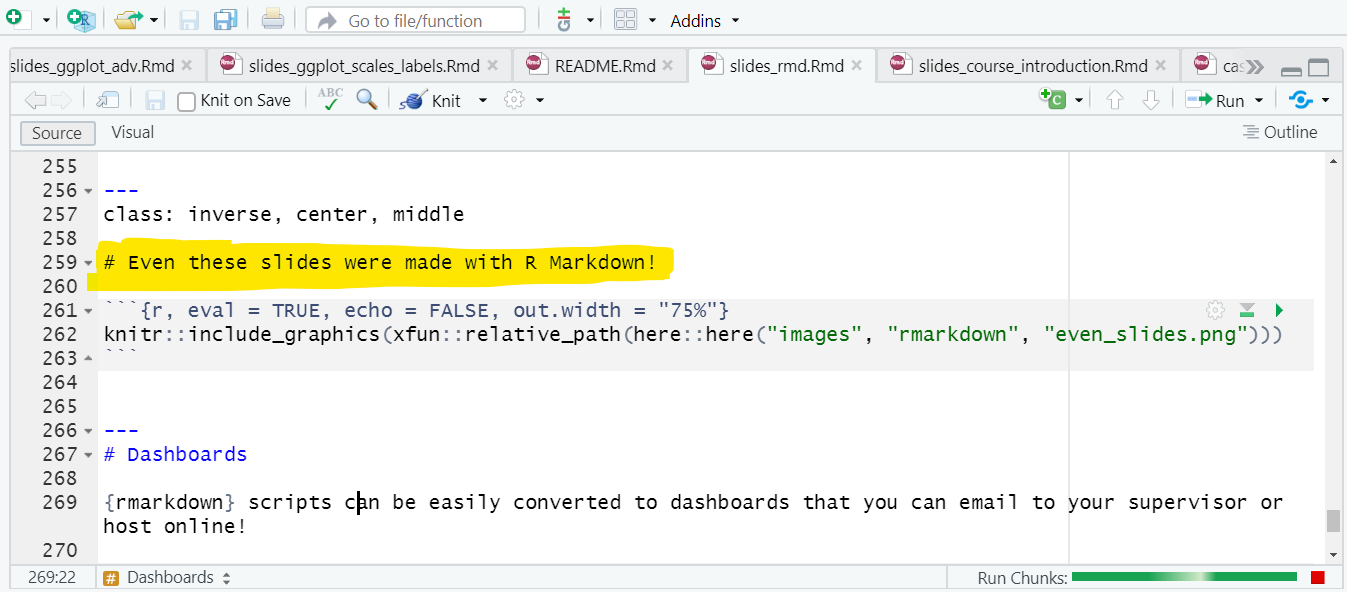 Go to file/function
Addins
slides_ggplot_adv.Rmd
slides_ggplot_scales_labels.Rmd
README.Rmd
slides_rmd.Rmd
slides_course_introduction.Rmd
cas
Knit on Save
ABC
Knit
Run
Source
Visual
Outline
255
256 ---
257 class: inverse, center, middle
258
259 # Even these slides were made with R Markdown!
260
261 ```{r, eval = TRUE, echo = FALSE, out.width = "75%"}
262 knitr::include_graphics(xfun::relative_path(here::here("images", "rmarkdown", "even_slides.png")))
263 ```
264
265
266 ---
267 # Dashboards
268
269 {rmarkdown} scripts can be easily converted to dashboards that you can email to your supervisor or
host online!
270
269:22
# Dashboards
Run Chunks: